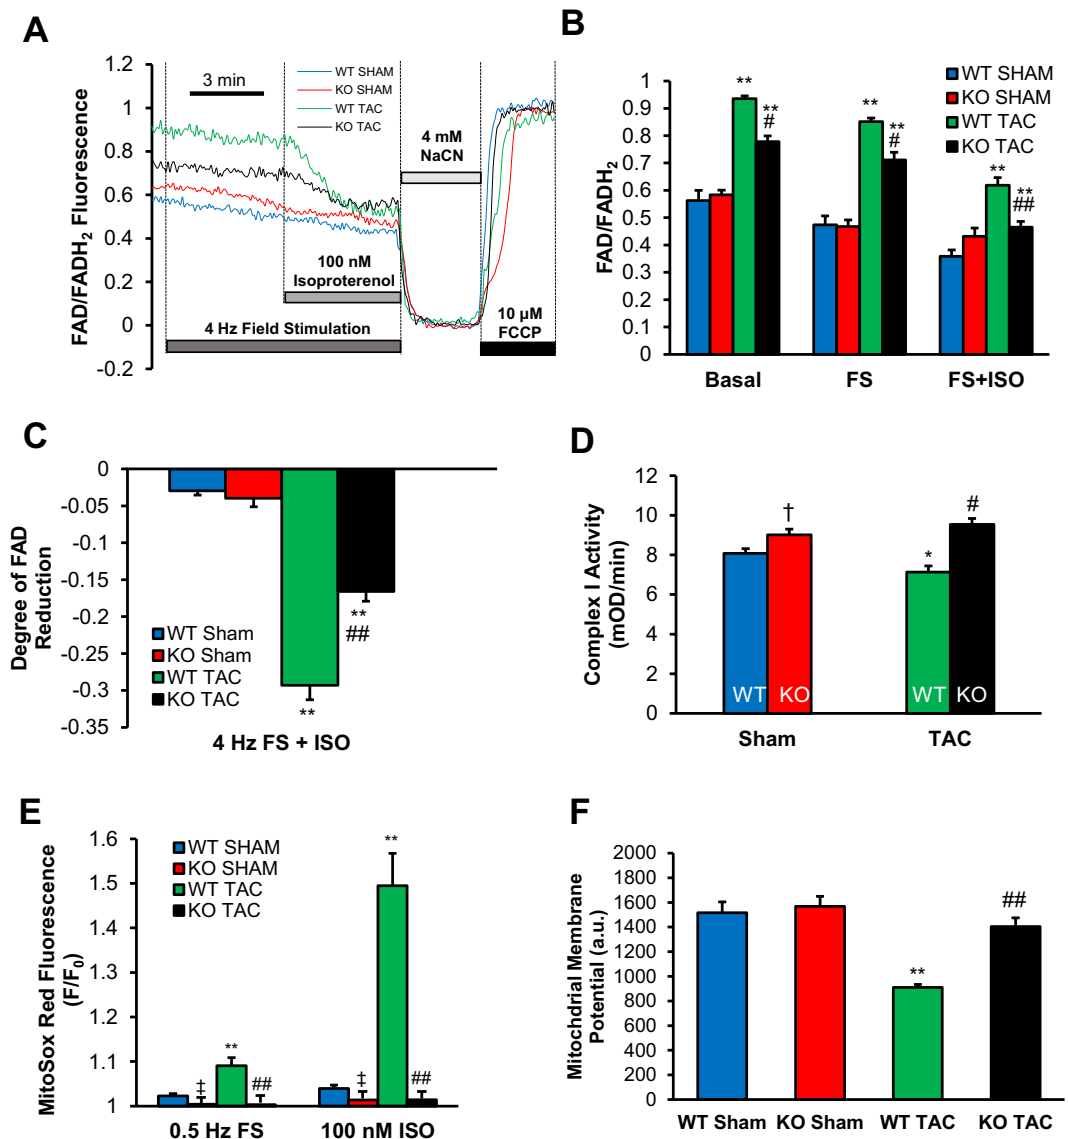 A
1.2
1
0.8
0.6
0.4
0.2
0
-0.2
FAD/FADH2 Fluorescence
3 min
WT SHAM
KO SHAM
WT TAC
KO TAC
4 mM
NaCN
100 nM
Isoproterenol
4 Hz Field Stimulation
10 µM
FCCP
B
1
0.9
0.8
0.7
0.6
0.5
0.4
0.3
0.2
0.1
0
FAD/FADH2
WT SHAM
KO SHAM
WT TAC
KO TAC
**
**
#
**
**
#
**
**
##
Basal
FS
FS+ISO
C
0
-0.05
-0.1
-0.15
-0.2
-0.25
-0.3
-0.35
Degree of FAD
Reduction
WT Sham
KO Sham
WT TAC
KO TAC
**
**
##
4 Hz FS + ISO
D
12
10
8
6
4
2
0
Complex I Activity
(mOD/min)
†
*
#
WT
KO
WT
KO
Sham
TAC
E
1.6
1.5
1.4
1.3
1.2
1.1
1
MitoSox Red Fluorescence
(F/F0)
WT SHAM
KO SHAM
WT TAC
KO TAC
‡
**
##
‡
**
##
0.5 Hz FS
100 nM ISO
F
2000
1800
1600
1400
1200
1000
800
600
400
200
0
Mitochdrial Membrane
Potential (a.u.)
**
##
WT Sham
KO Sham
WT TAC
KO TAC